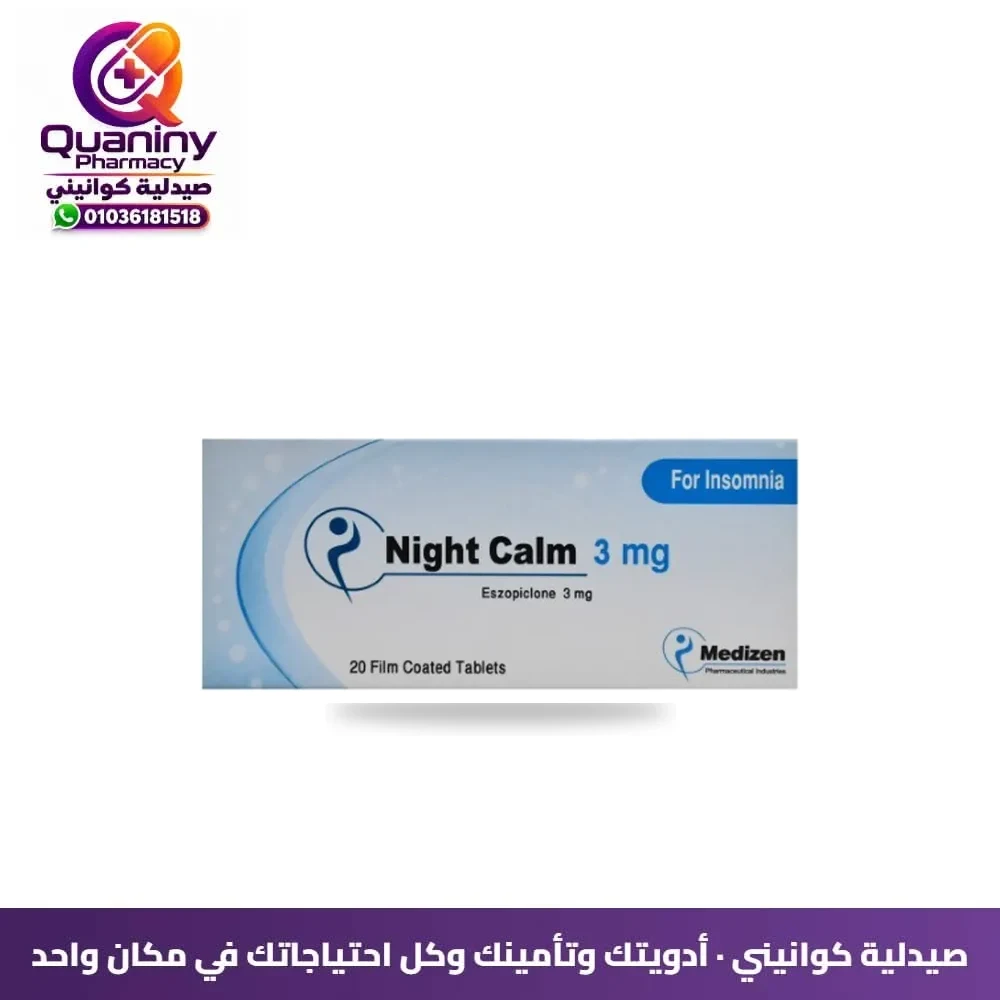 Quaniny
Pharmacy
صيدلية كوانيني
01036181518
For Insomnia
Night Calm 3 mg
Eszopiclone 3 mg
20 Film Coated Tablets
Medizen
Pharmaceutical Industries
صيدلية كوانيني · أدويتك وتأمينك وكل احتياجاتك في مكان واحد